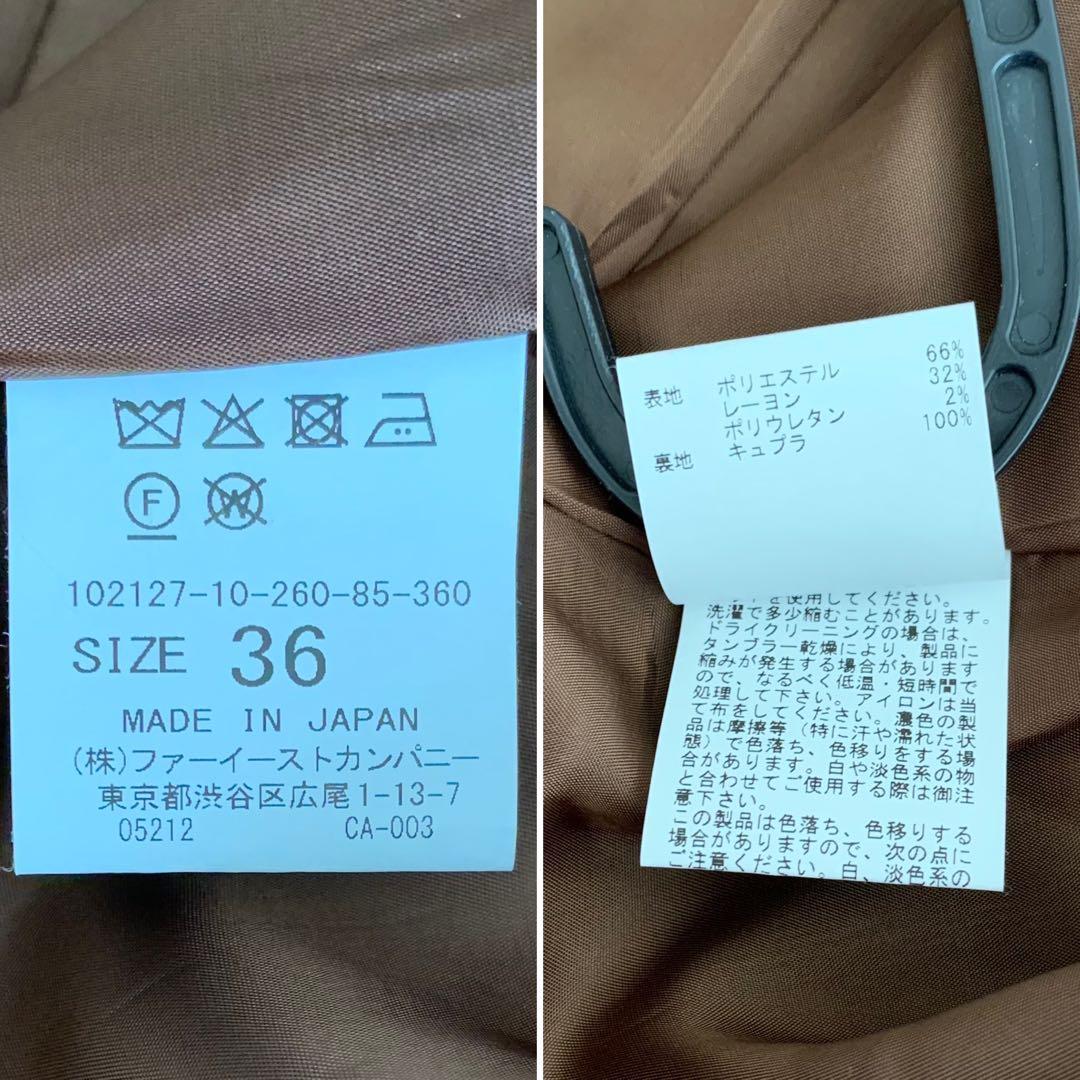 F
W
102127-10-260-85-360
SIZE 36
MADE IN JAPAN
(株)ファーイーストカンパニー
東京都渋谷区広尾1-13-7
05212 CA-003
表地 ポリエステル 66%
レーヨン 32%
ポリウレタン 2%
裏地 キュプラ 100%
を使用してください。
洗濯で多少縮むことがあります。
ドライクリーニングの場合は、
タンブラー乾燥により、製品に
縮みが発生する場合があります
ので、なるべく低温・短時間で
処理して下さい。アイロンは当
て布をしてください。濃色の製
品は摩擦等（特に汗や濡れた状
態）で色落ち、色移りをする場
合があります。白や淡色系の物
と合わせてご使用する際は御注
意下さい。
この製品は色落ち、色移りする
場合がありますので、次の点に
ご注意ください。白、淡色系の